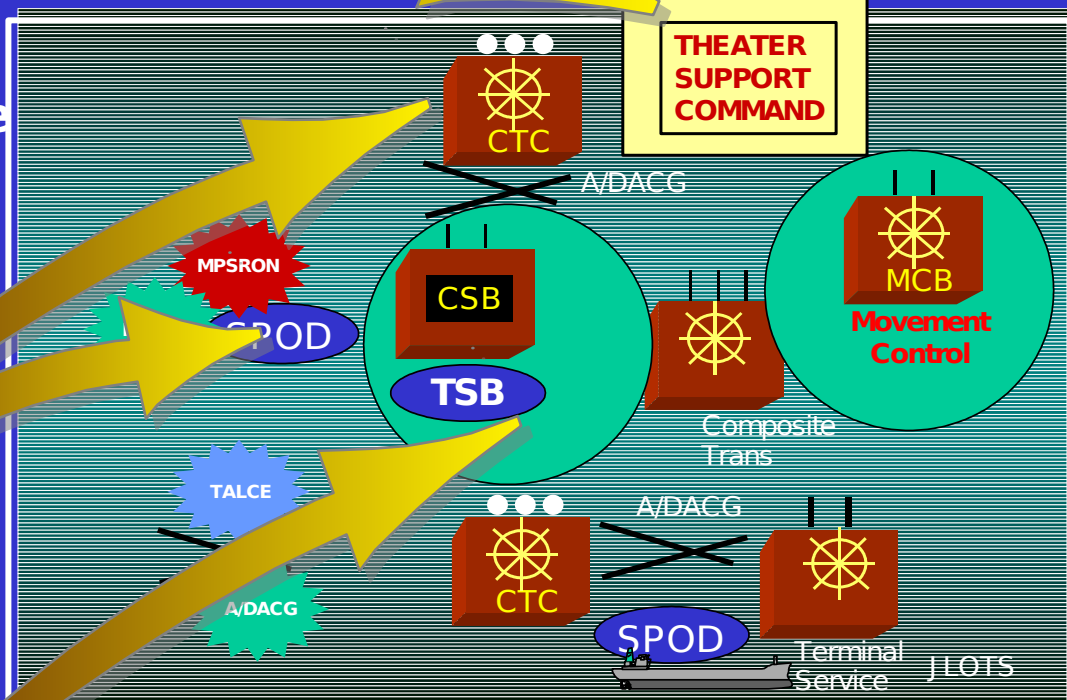 THEATER
SUPPORT
COMMAND
CTC
A/DACG
MPSRON
SPOD
CSB
TSB
MCB
Movement
Control
Composite
Trans
TALCE
A/DACG
CTC
A/DACG
SPOD
Terminal
Service
JLOTS